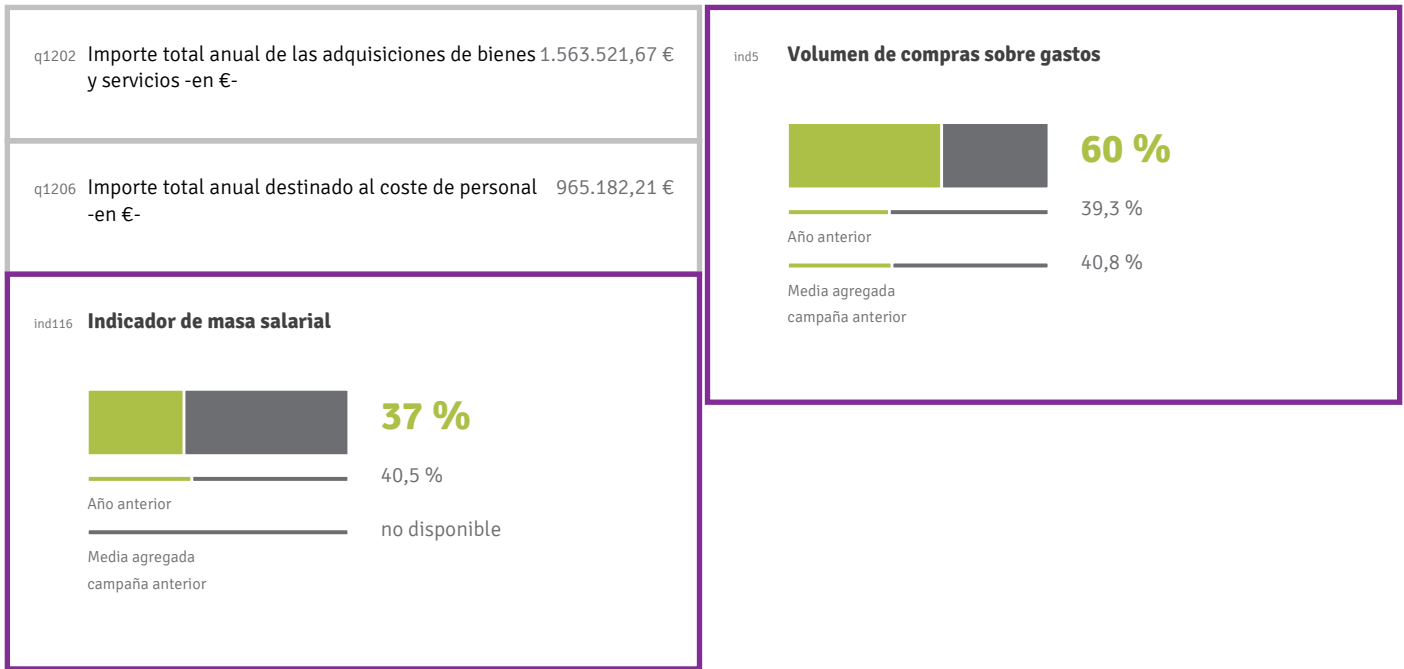 q1202 Importe total anual de las adquisiciones de bienes 1.563.521,67 €
y servicios -en €-
q1206 Importe total anual destinado al coste de personal 965.182,21 €
-en €-
ind116 Indicador de masa salarial
37 %
40,5 %
Año anterior
no disponible
Media agregada
campaña anterior
ind5 Volumen de compras sobre gastos
60 %
39,3 %
Año anterior
40,8 %
Media agregada
campaña anterior